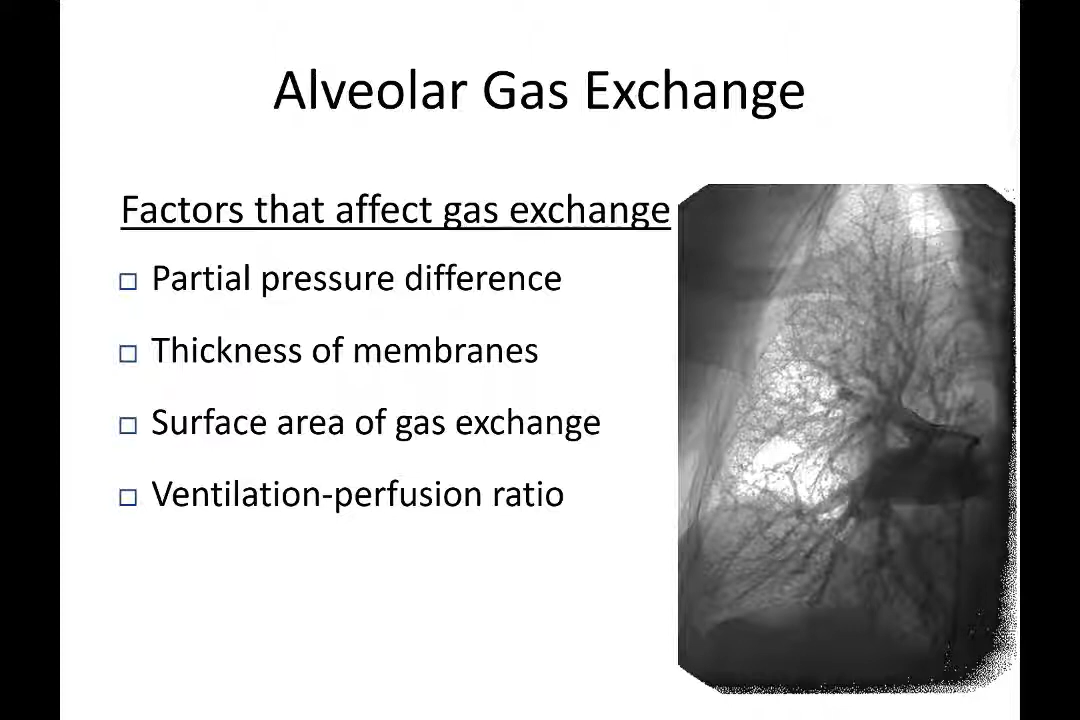 Alveolar Gas Exchange
Factors that affect gas exchange
Partial pressure difference
Thickness of membranes
Surface area of gas exchange
Ventilation-perfusion ratio